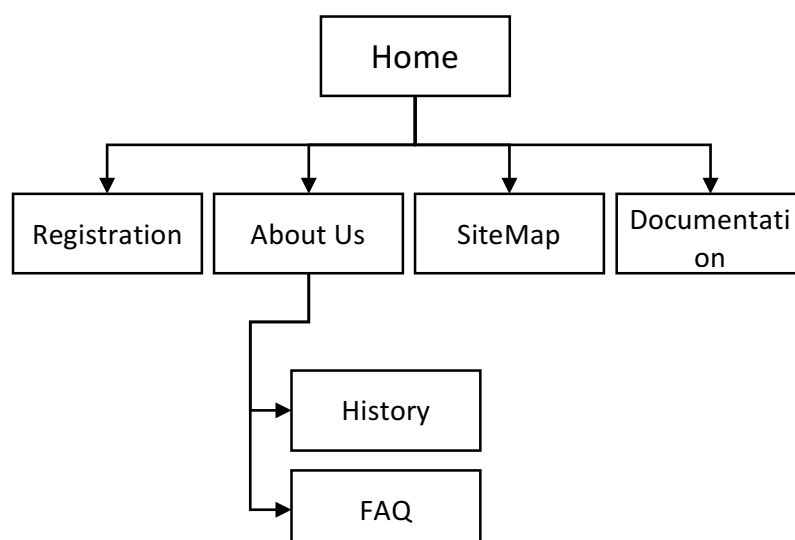 Home
Registration
About Us
SiteMap
Documentati
on
History
FAQ